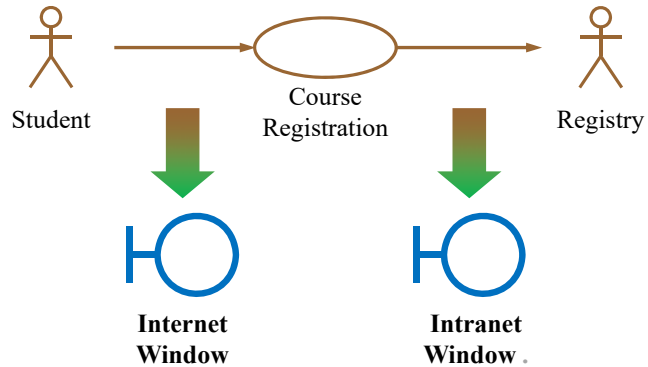 Student
Course
Registration
Registry
Internet
Window
Intranet
Window .